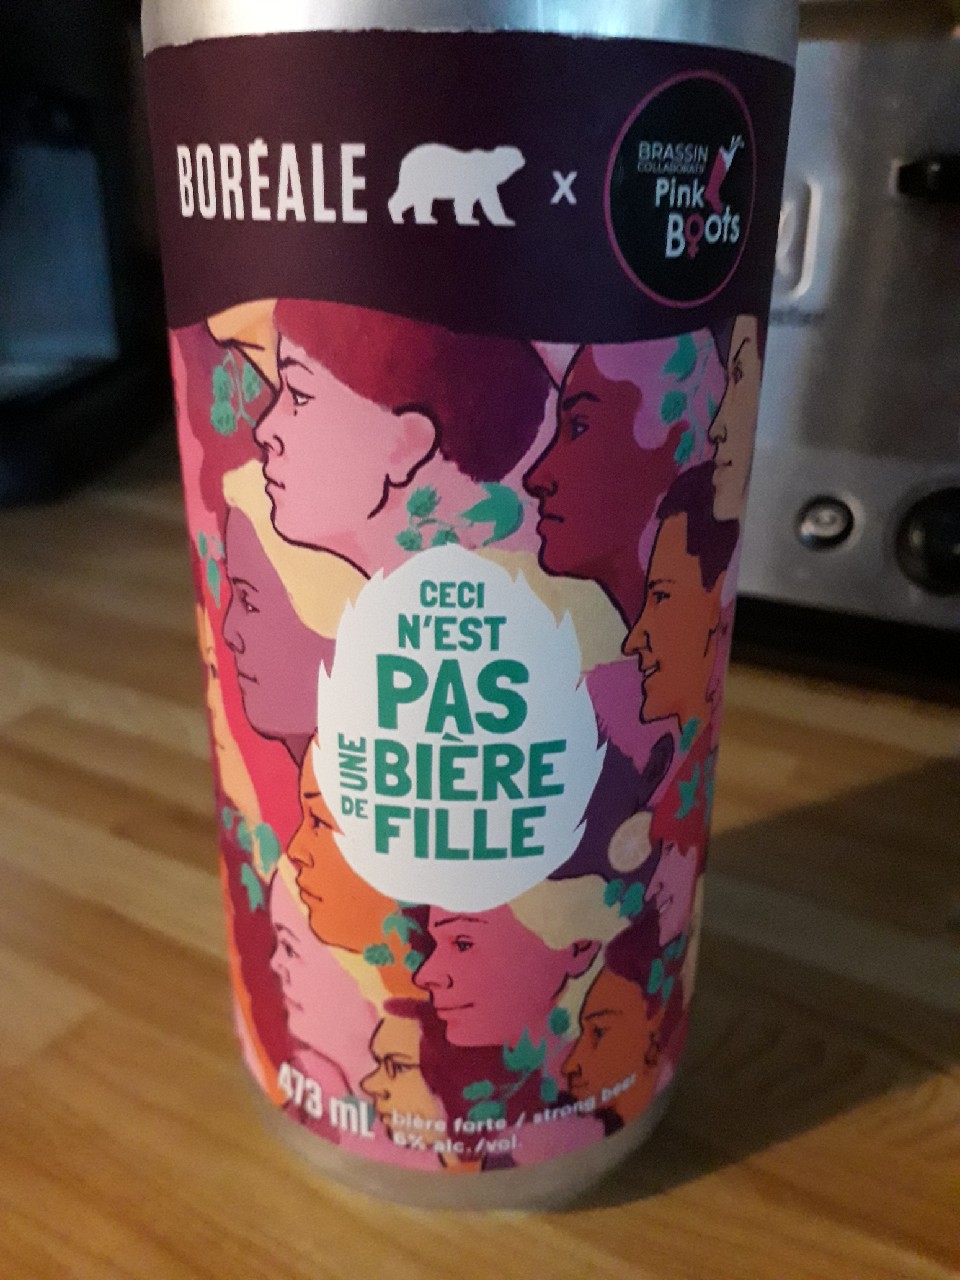 BORÉALE X
BRASSIN
COLLABORATIF
Pink
Boots
CECI
N'EST
PAS
UNE BIÈRE
DE FILLE
473 mL
bière forte / strong beer
6% alc./vol.